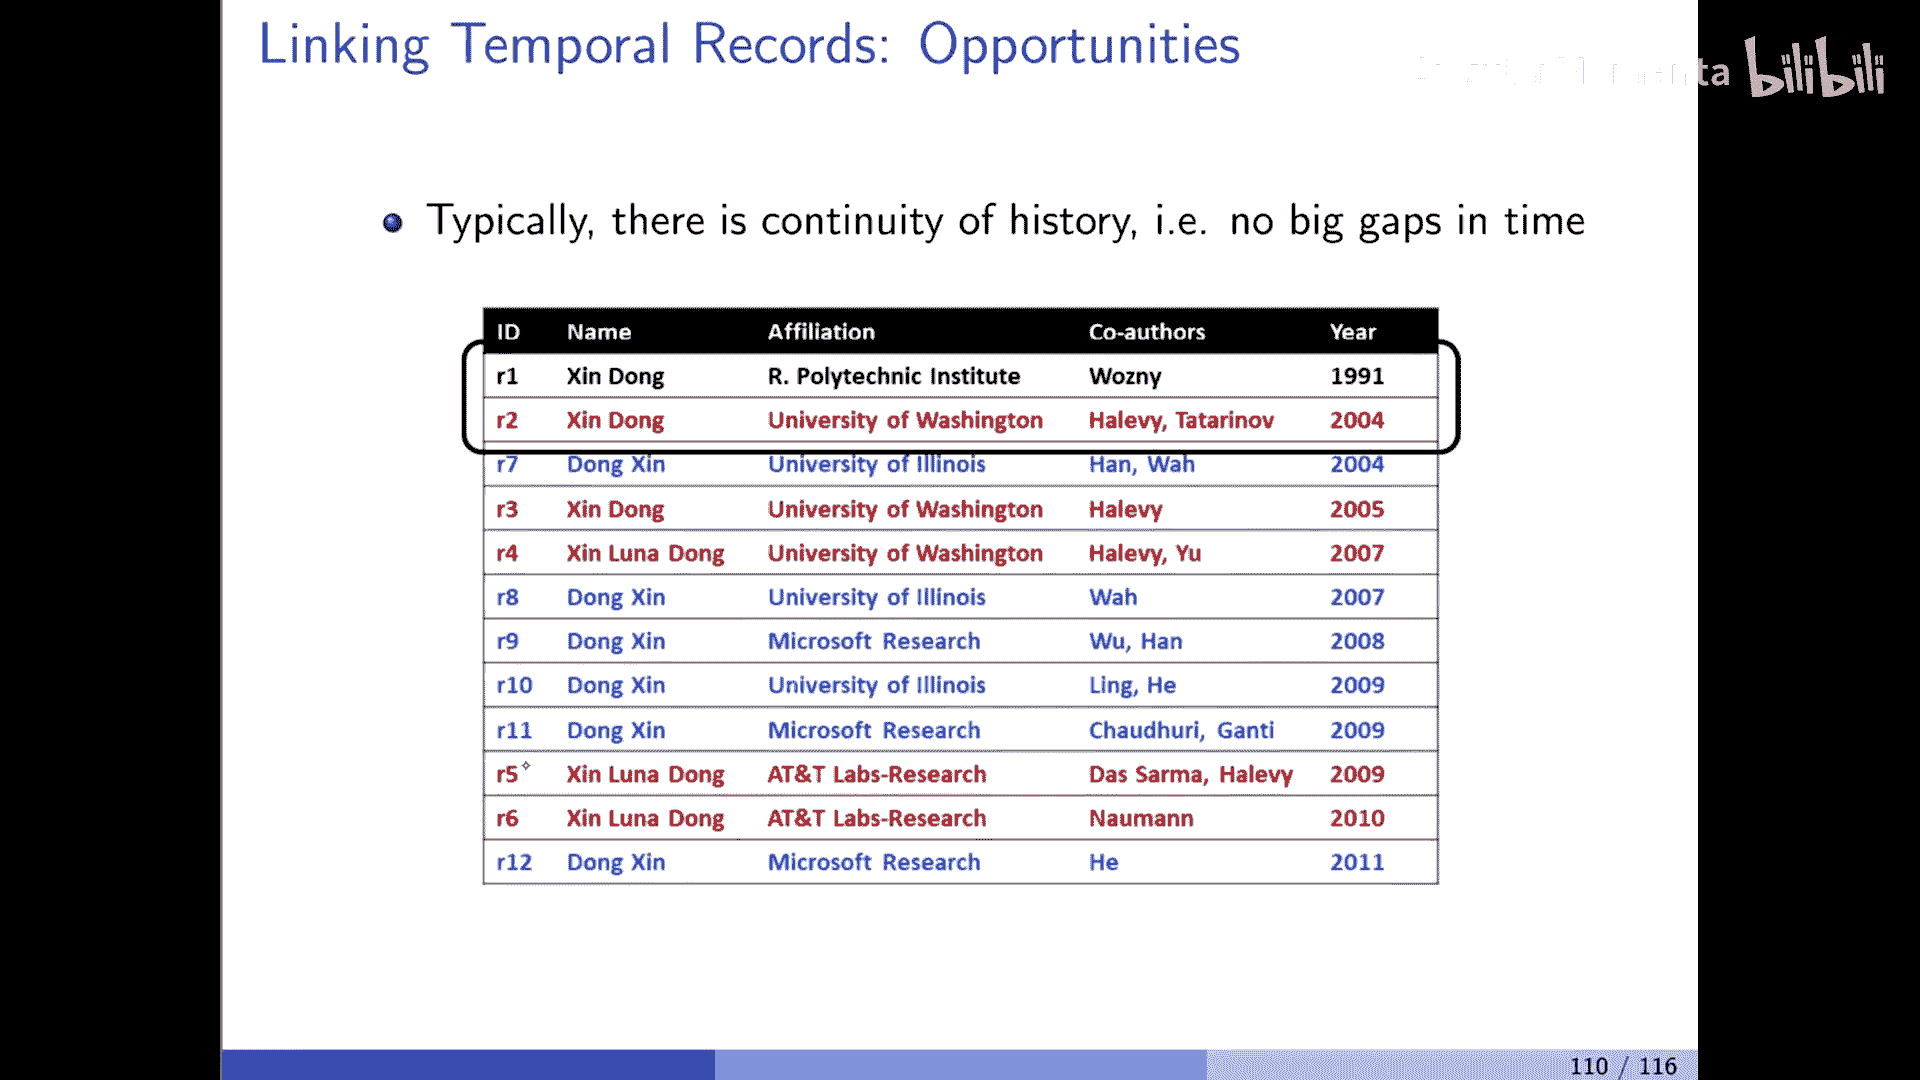 Linking Temporal Records: Opportunities
bilibili
Typically, there is continuity of history, i.e. no big gaps in time
ID Name Affiliation Co-authors Year
r1 Xin Dong R. Polytechnic Institute Wozny 1991
r2 Xin Dong University of Washington Halevy, Tatarinov 2004
r7 Dong Xin University of Illinois Han, Wah 2004
r3 Xin Dong University of Washington Halevy 2005
r4 Xin Luna Dong University of Washington Halevy, Yu 2007
r8 Dong Xin University of Illinois Wah 2007
r9 Dong Xin Microsoft Research Wu, Han 2008
r10 Dong Xin University of Illinois Ling, He 2009
r11 Dong Xin Microsoft Research Chaudhuri, Ganti 2009
r5 Xin Luna Dong AT&T Labs-Research Das Sarma, Halevy 2009
r6 Xin Luna Dong AT&T Labs-Research Naumann 2010
r12 Dong Xin Microsoft Research He 2011
110 / 116